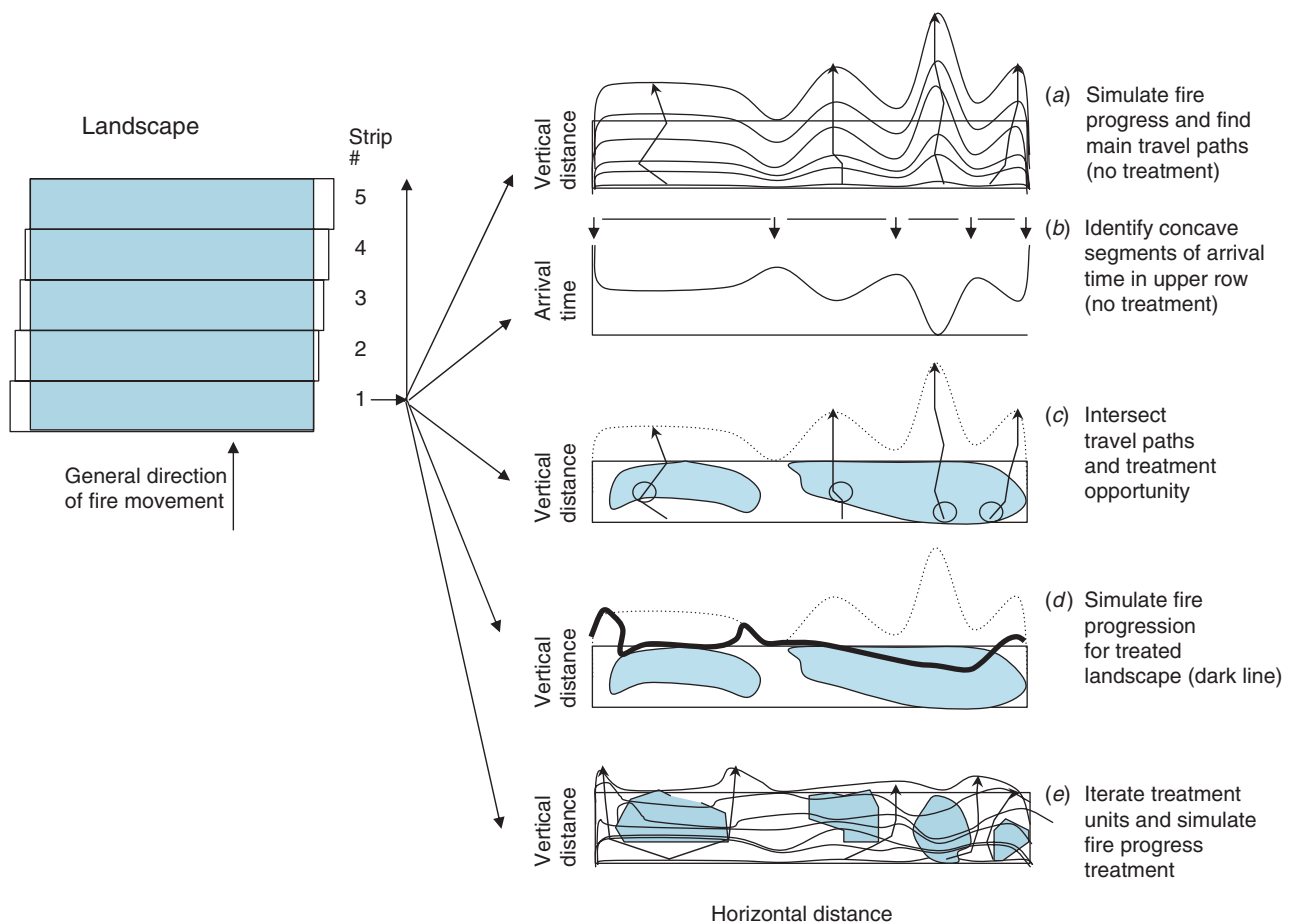 Landscape
Strip
#
5
4
3
2
1
General direction
of fire movement
Vertical
distance
(a) Simulate fire
progress and find
main travel paths
(no treatment)
Arrival
time
(b) Identify concave
segments of arrival
time in upper row
(no treatment)
Vertical
distance
(c) Intersect
travel paths
and treatment
opportunity
Vertical
distance
(d) Simulate fire
progression
for treated
landscape (dark line)
Vertical
distance
(e) Iterate treatment
units and simulate
fire progress
treatment
Horizontal distance